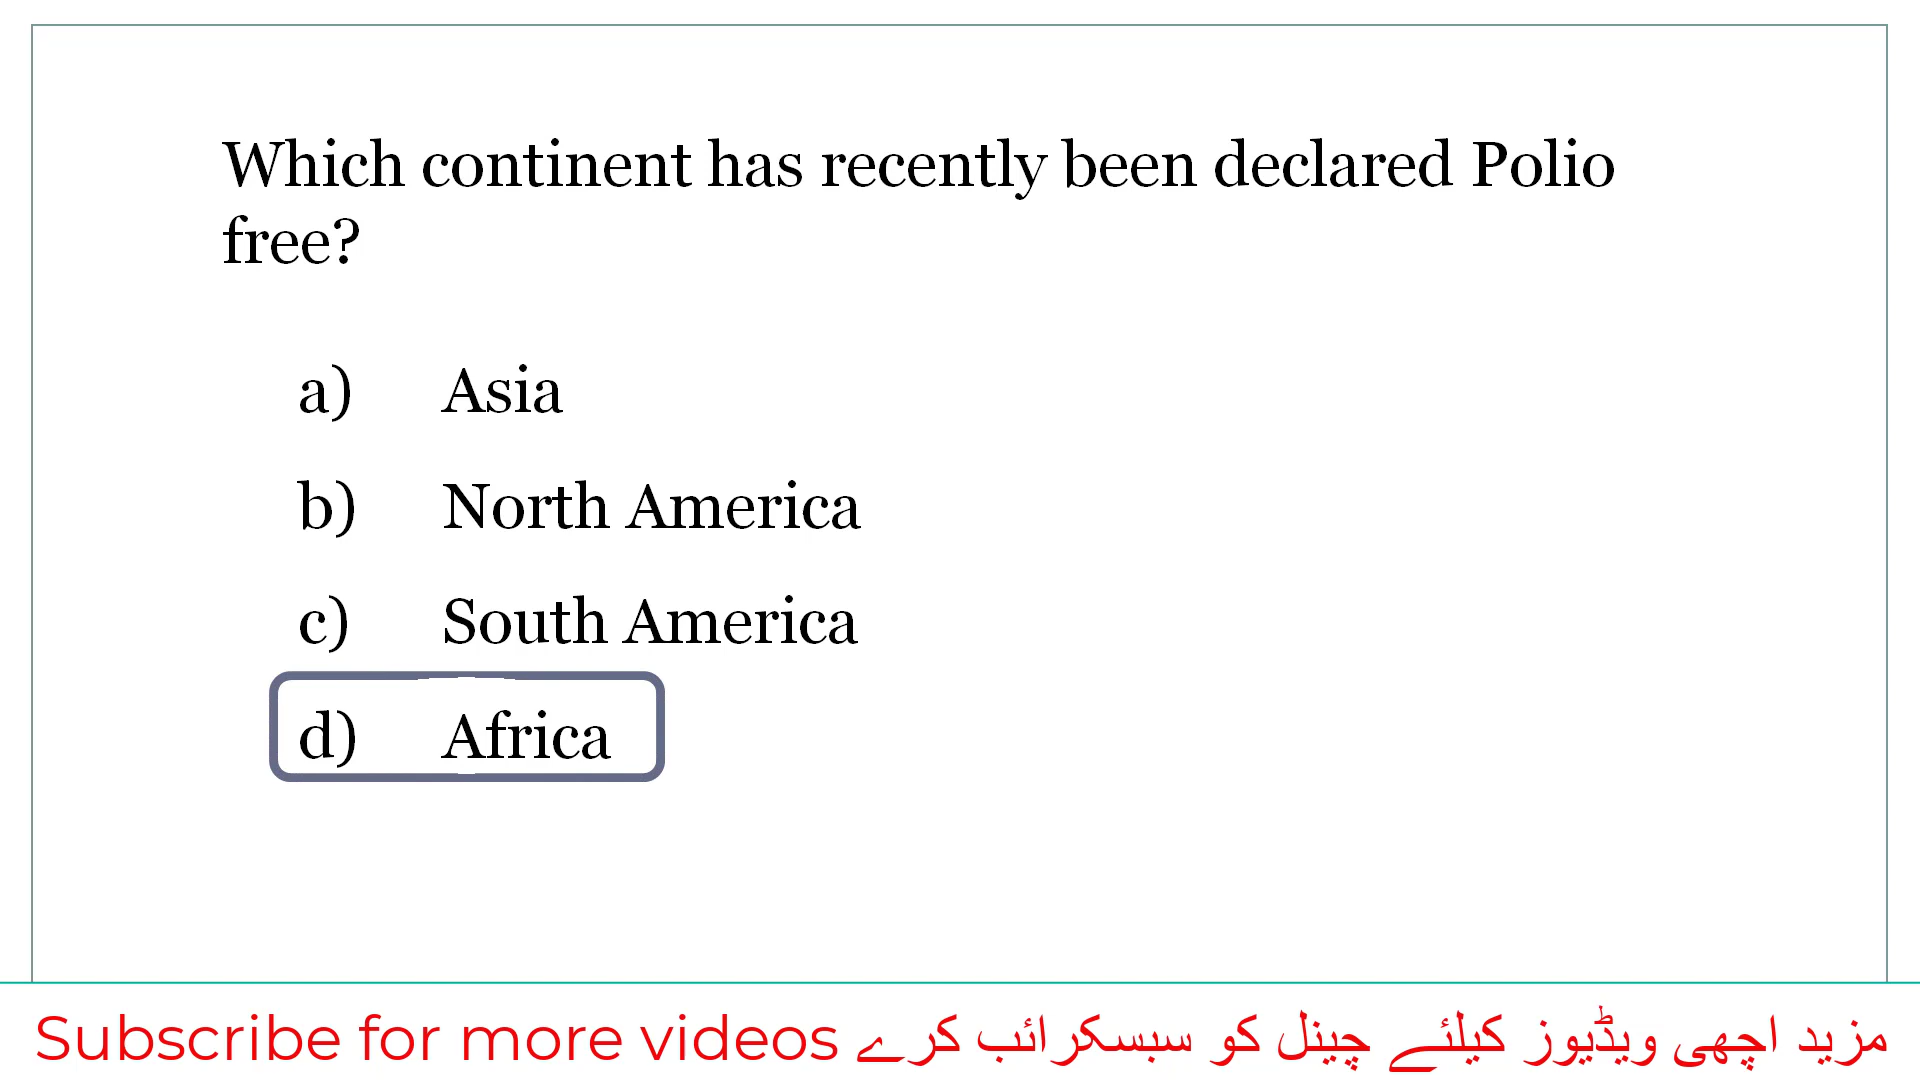 Which continent has recently been declared Polio
free?
a) Asia
b) North America
c) South America
d) Africa
Subscribe for more videos مزید اچھی ویڈیوز کیلئے چینل کو سبسکرائب کرے